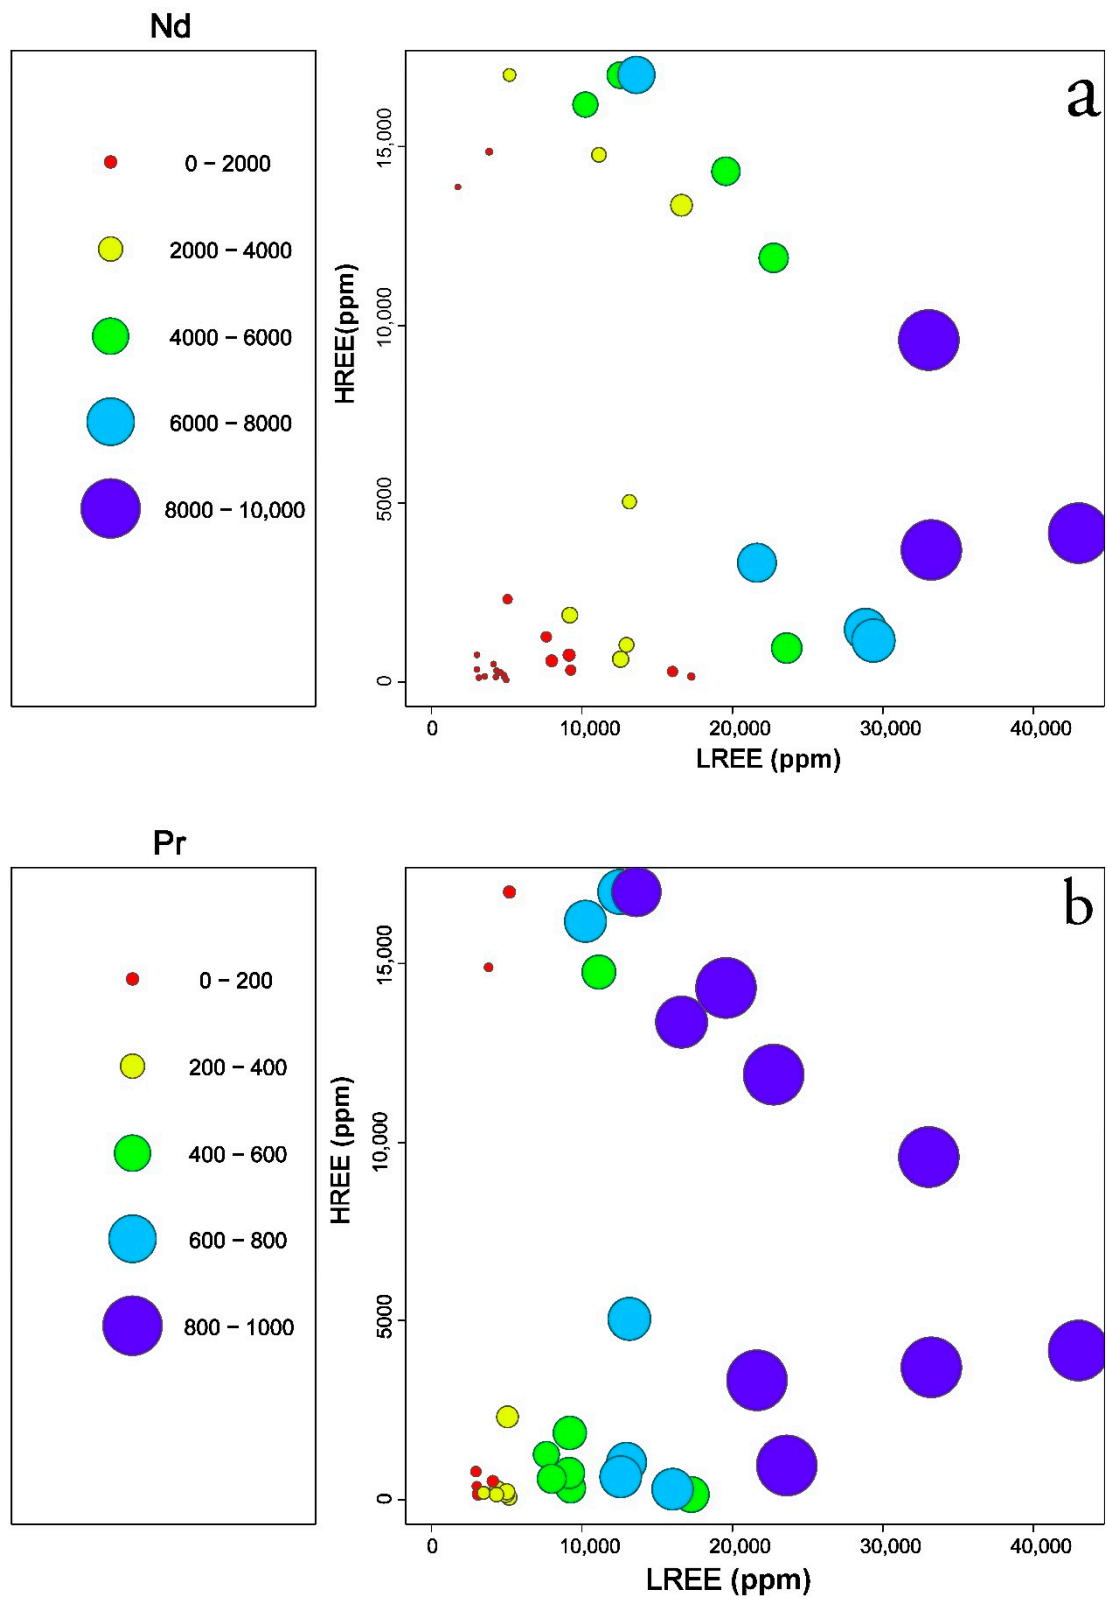 Nd
0 – 2000
2000 – 4000
4000 – 6000
6000 – 8000
8000 – 10,000
a
HREE(ppm)
15,000
10,000
5000
0
0 10,000 20,000 30,000 40,000
LREE (ppm)
Pr
0 – 200
200 – 400
400 – 600
600 – 800
800 – 1000
b
HREE (ppm)
15,000
10,000
5000
0
0 10,000 20,000 30,000 40,000
LREE (ppm)